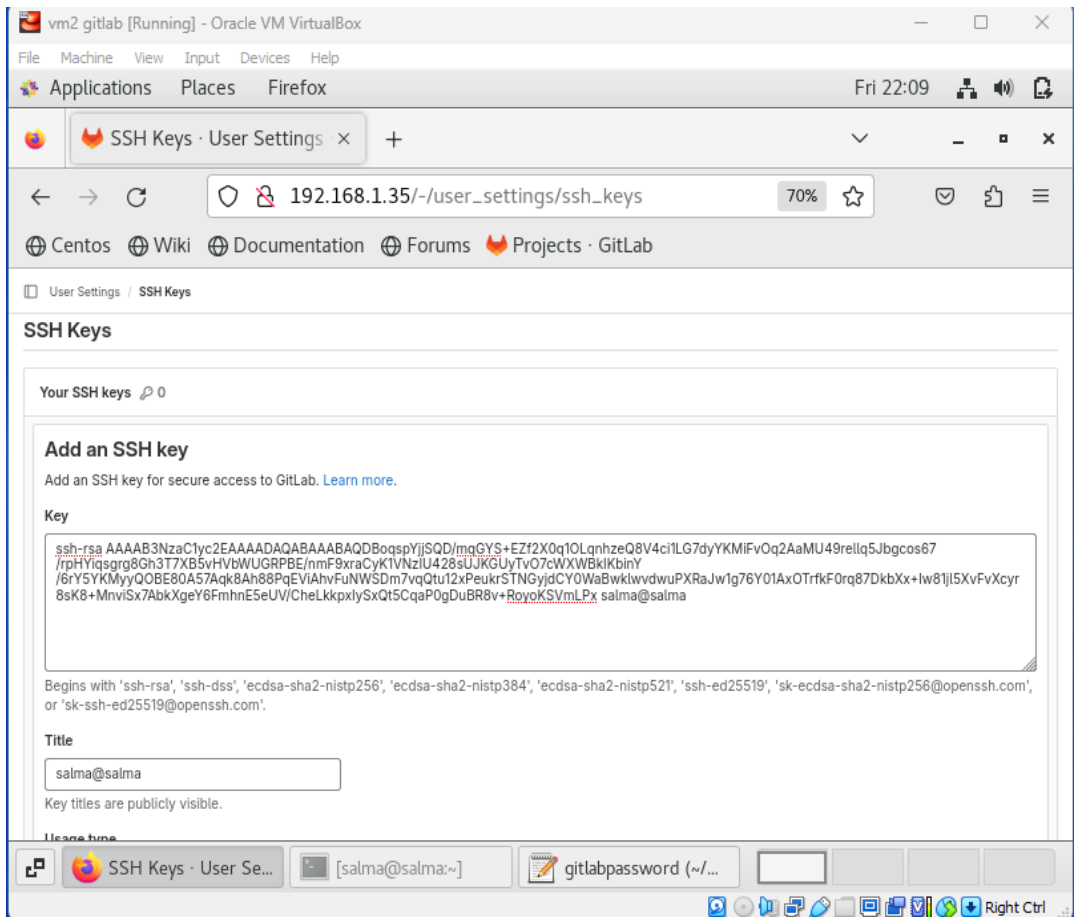 vm2 gitlab [Running] - Oracle VM VirtualBox
File Machine View Input Devices Help
Applications Places Firefox Fri 22:09
SSH Keys · User Settings
192.168.1.35/-/user_settings/ssh_keys 70%
Centos Wiki Documentation Forums Projects · GitLab
User Settings / SSH Keys
SSH Keys
Your SSH keys 0
Add an SSH key
Add an SSH key for secure access to GitLab. Learn more.
Key
ssh-rsa AAAAB3NzaC1yc2EAAAADAQABAAABAQDBoqspYjjSQD/mqGYS+EZf2X0q1OLqnhzeQ8V4ci1LG7dyYKMiFvOq2AaMU49rellq5Jbgcos67
/rpHYiqsgrg8Gh3T7XB5vHVbWUGRPBE/nmF9xraCyK1VNzIU428sUJKGUyTvO7cWXWBkIKbinY
/6rY5YKMyyQOBE80A57Aqk8Ah88PqEViAhvFuNWSDm7vqQtu12xPeukrSTNGyjdCY0WaBwklwvdwuPXRaJw1g76Y01AxOTrfkF0rq87DkbXx+Iw81jl5XvFvXcyr
8sK8+MnviSx7AbkXgeY6FmhnE5eUV/CheLkkpxIySxQt5CqaP0gDuBR8v+RoyoKSVmLPx salma@salma
Begins with 'ssh-rsa', 'ssh-dss', 'ecdsa-sha2-nistp256', 'ecdsa-sha2-nistp384', 'ecdsa-sha2-nistp521', 'ssh-ed25519', 'sk-ecdsa-sha2-nistp256@openssh.com',
or 'sk-ssh-ed25519@openssh.com'.
Title
salma@salma
Key titles are publicly visible.
Usage type
SSH Keys · User Se... [salma@salma:~] gitlabpassword (~/...
Right Ctrl